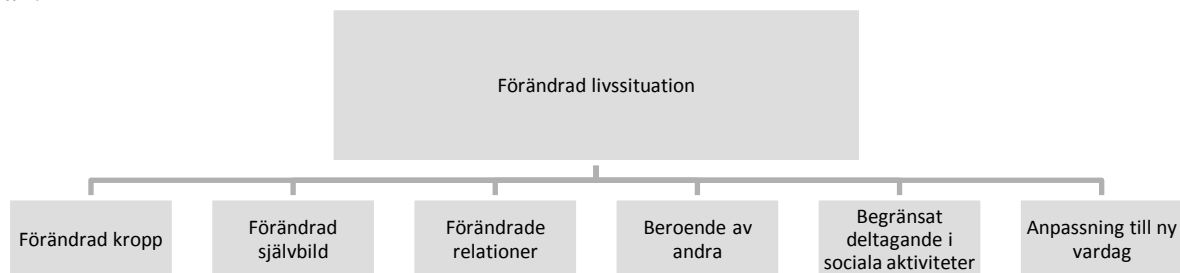 Förändrad livssituation
Förändrad kropp
Förändrad
självbild
Förändrade
relationer
Beroende av
andra
Begränsat
deltagande i
sociala aktiviteter
Anpassning till ny
vardag